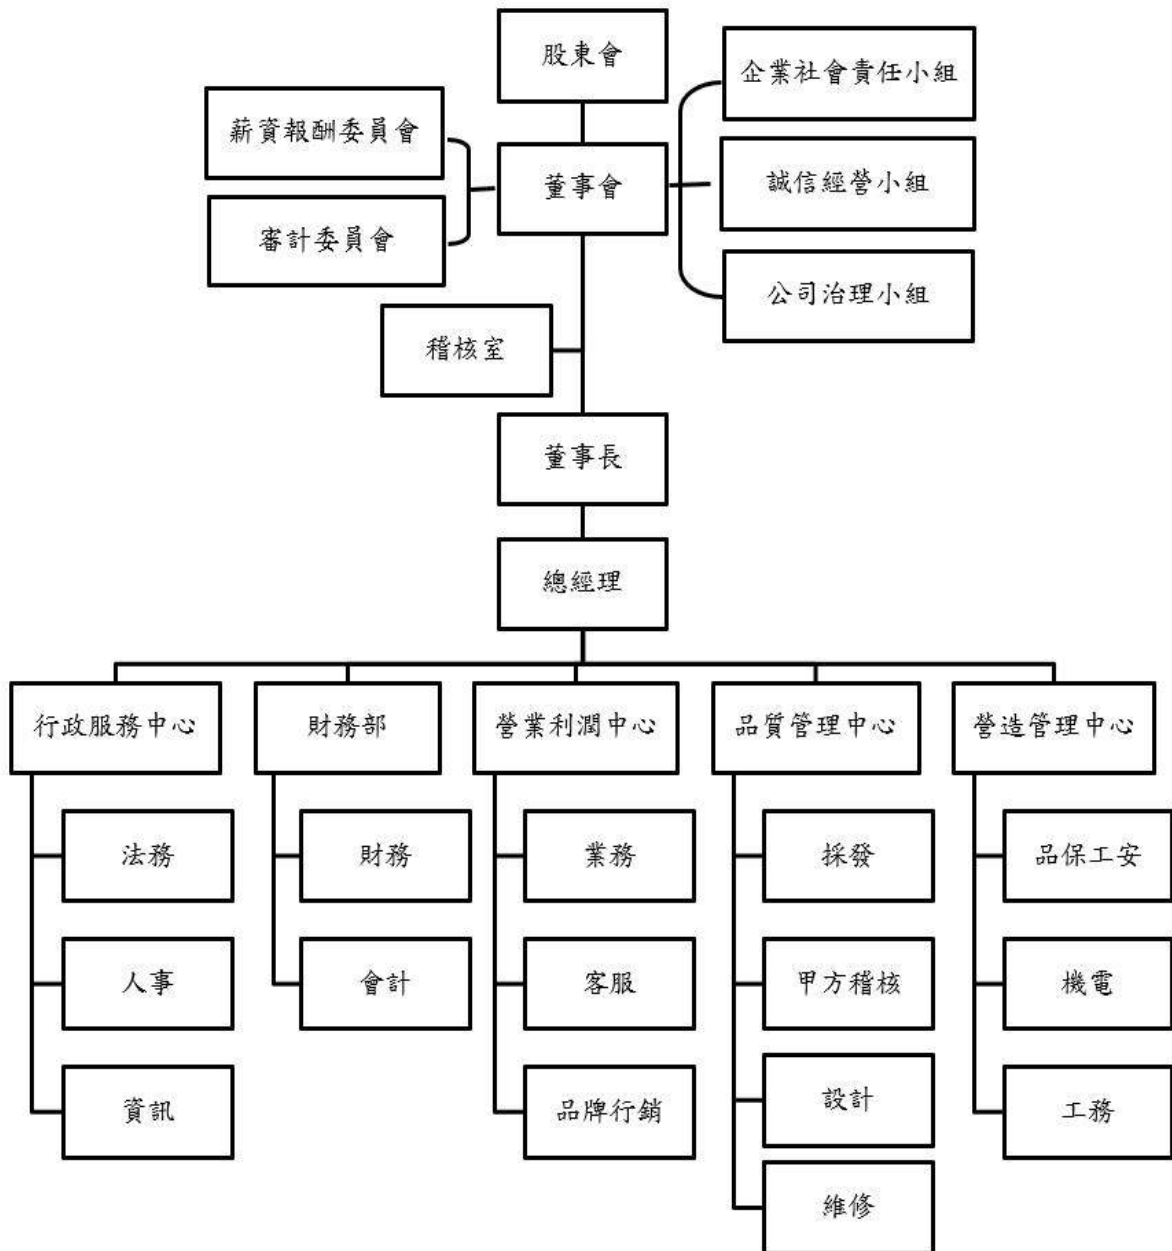 股東會
企業社會責任小組
薪資報酬委員會
董事會
誠信經營小組
審計委員會
公司治理小組
稽核室
董事長
總經理
行政服務中心
財務部
營業利潤中心
品質管理中心
營造管理中心
法務
財務
業務
採發
品保工安
人事
會計
客服
甲方稽核
機電
資訊
品牌行銷
設計
工務
維修